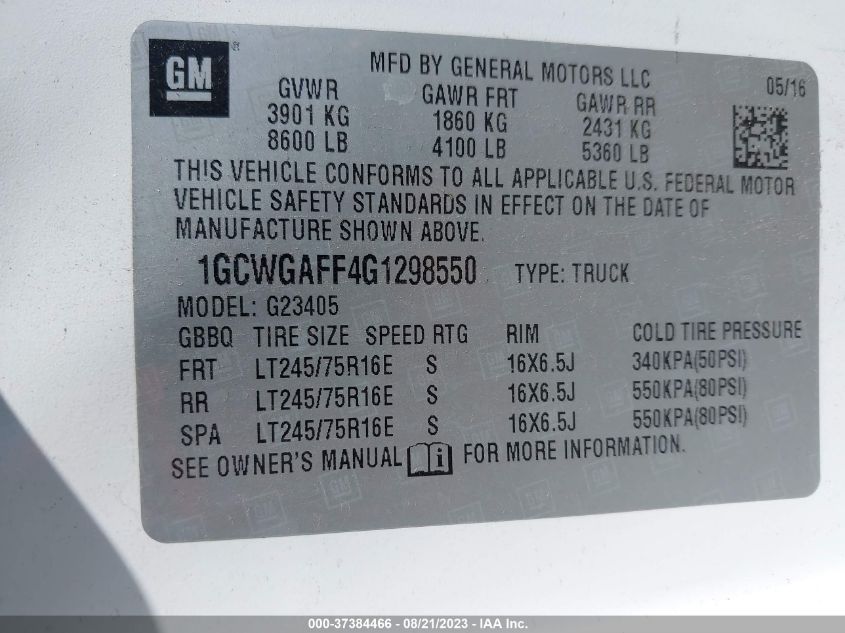 GM®
MFD BY GENERAL MOTORS LLC
05/16
GVWR GAWR FRT GAWR RR
3901 KG 1860 KG 2431 KG
8600 LB 4100 LB 5360 LB
THIS VEHICLE CONFORMS TO ALL APPLICABLE U.S. FEDERAL MOTOR
VEHICLE SAFETY STANDARDS IN EFFECT ON THE DATE OF
MANUFACTURE SHOWN ABOVE.
1GCWGAFF4G1298550 TYPE: TRUCK
MODEL: G23405
GBBQ TIRE SIZE SPEED RTG RIM COLD TIRE PRESSURE
FRT LT245/75R16E S 16X6.5J 340KPA(50PSI)
RR LT245/75R16E S 16X6.5J 550KPA(80PSI)
SPA LT245/75R16E S 16X6.5J 550KPA(80PSI)
SEE OWNER'S MANUAL i FOR MORE INFORMATION.
000-37384466 - 08/21/2023 - IAA Inc.